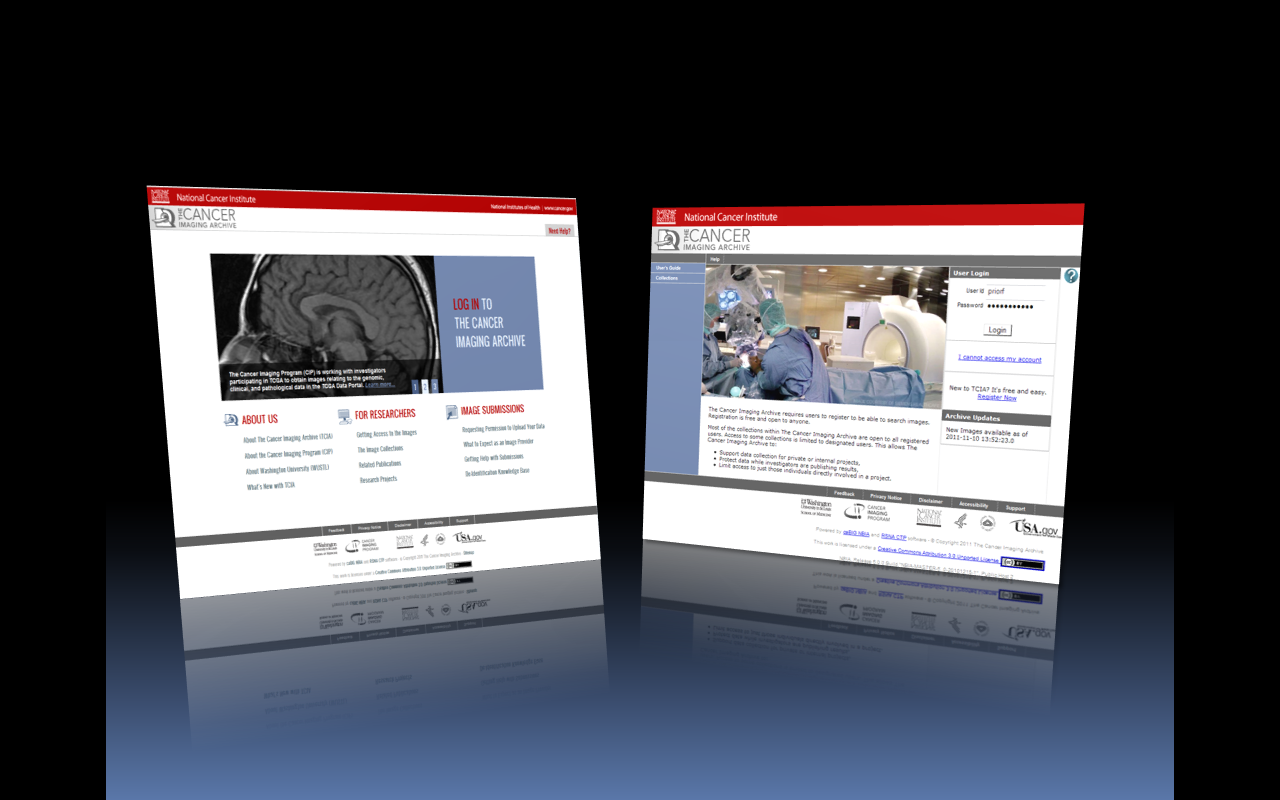 National Cancer Institute
National Institutes of Health | www.cancer.gov
THE CANCER
IMAGING ARCHIVE
Need Help?
LOG IN TO
THE CANCER
IMAGING ARCHIVE
The Cancer Imaging Program (CIP) is working with investigators
participating in TCGA to obtain images relating to the genomic,
clinical, and pathological data in the TCGA Data Portal. Learn more...
1 2 3
ABOUT US
About The Cancer Imaging Archive (TCIA)
About the Cancer Imaging Program (CIP)
About Washington University (WUSTL)
What's New with TCIA
FOR RESEARCHERS
Getting Access to the Images
The Image Collections
Related Publications
Research Projects
IMAGE SUBMISSIONS
Requesting Permission to Upload Your Data
What to Expect as an Image Provider
Getting Help with Submissions
De-Identification Knowledge Base
Feedback Privacy Notice Disclaimer Accessibility Support
Washington
CANCER
IMAGING
PROGRAM
USA.gov
National Cancer Institute
THE CANCER
IMAGING ARCHIVE
Help
User's Guide
Collections
User Login
User Id priorf
Password ●●●●●●●●●●●
Login
I cannot access my account
New to TCIA? It's free and easy.
Register Now
Archive Updates
New Images available as of
2011-11-10 13:52:23.0
The Cancer Imaging Archive requires users to register to be able to search images.
Registration is free and open to anyone.
Most of the collections within The Cancer Imaging Archive are open to all registered
users. Access to some collections is limited to designated users. This allows The
Cancer Imaging Archive to:
• Support data collection for private or internal projects,
• Protect data while investigators are publishing results,
• Limit access to just those individuals directly involved in a project.
Feedback Privacy Notice Disclaimer Accessibility Support
Washington
CANCER
IMAGING
PROGRAM
USA.gov
Powered by caBIG NBIA and RSNA CTP software - © Copyright 2011 The Cancer Imaging Archive
This work is licensed under a Creative Commons Attribution 3.0 Unported License